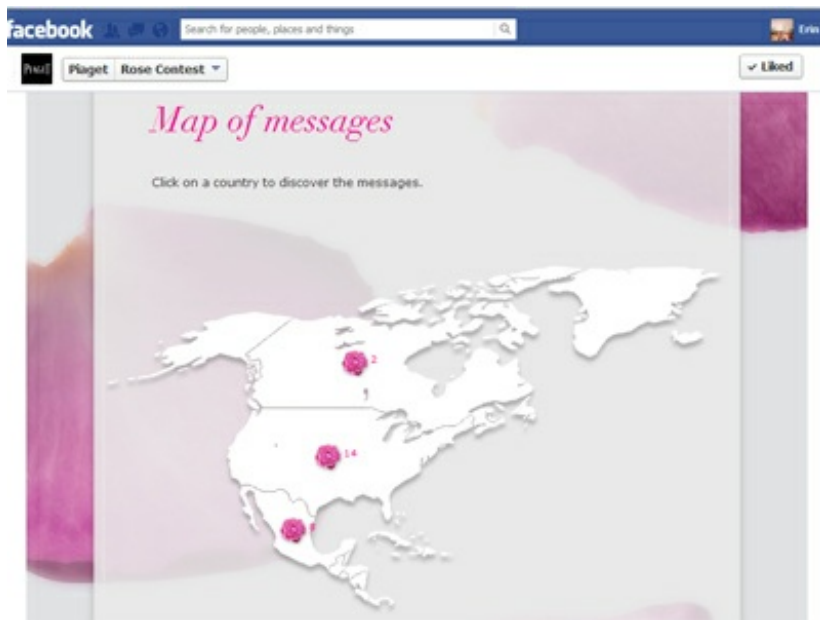 facebook
Search for people, places and things
Erin
PIAGET
Piaget Rose Contest
Liked
Map of messages
Click on a country to discover the messages.
2
14